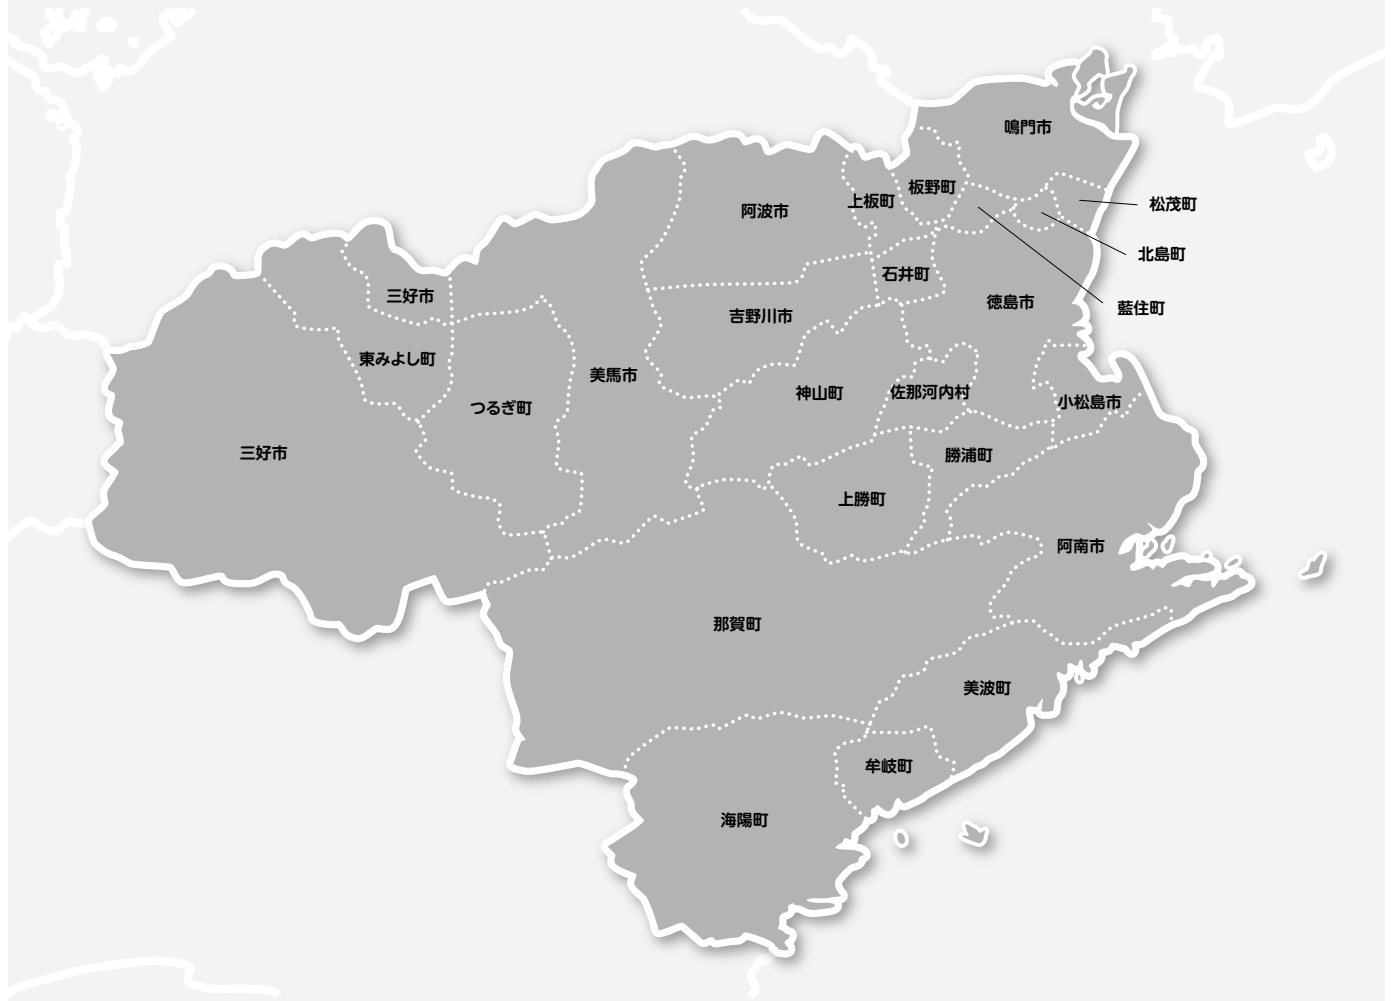 鳴門市
板野町
上板町
松茂町
阿波市
北島町
石井町
三好市
徳島市
藍住町
吉野川市
東みよし町
美馬市
神山町
佐那河内村
小松島市
つるぎ町
三好市
勝浦町
上勝町
阿南市
那賀町
美波町
牟岐町
海陽町